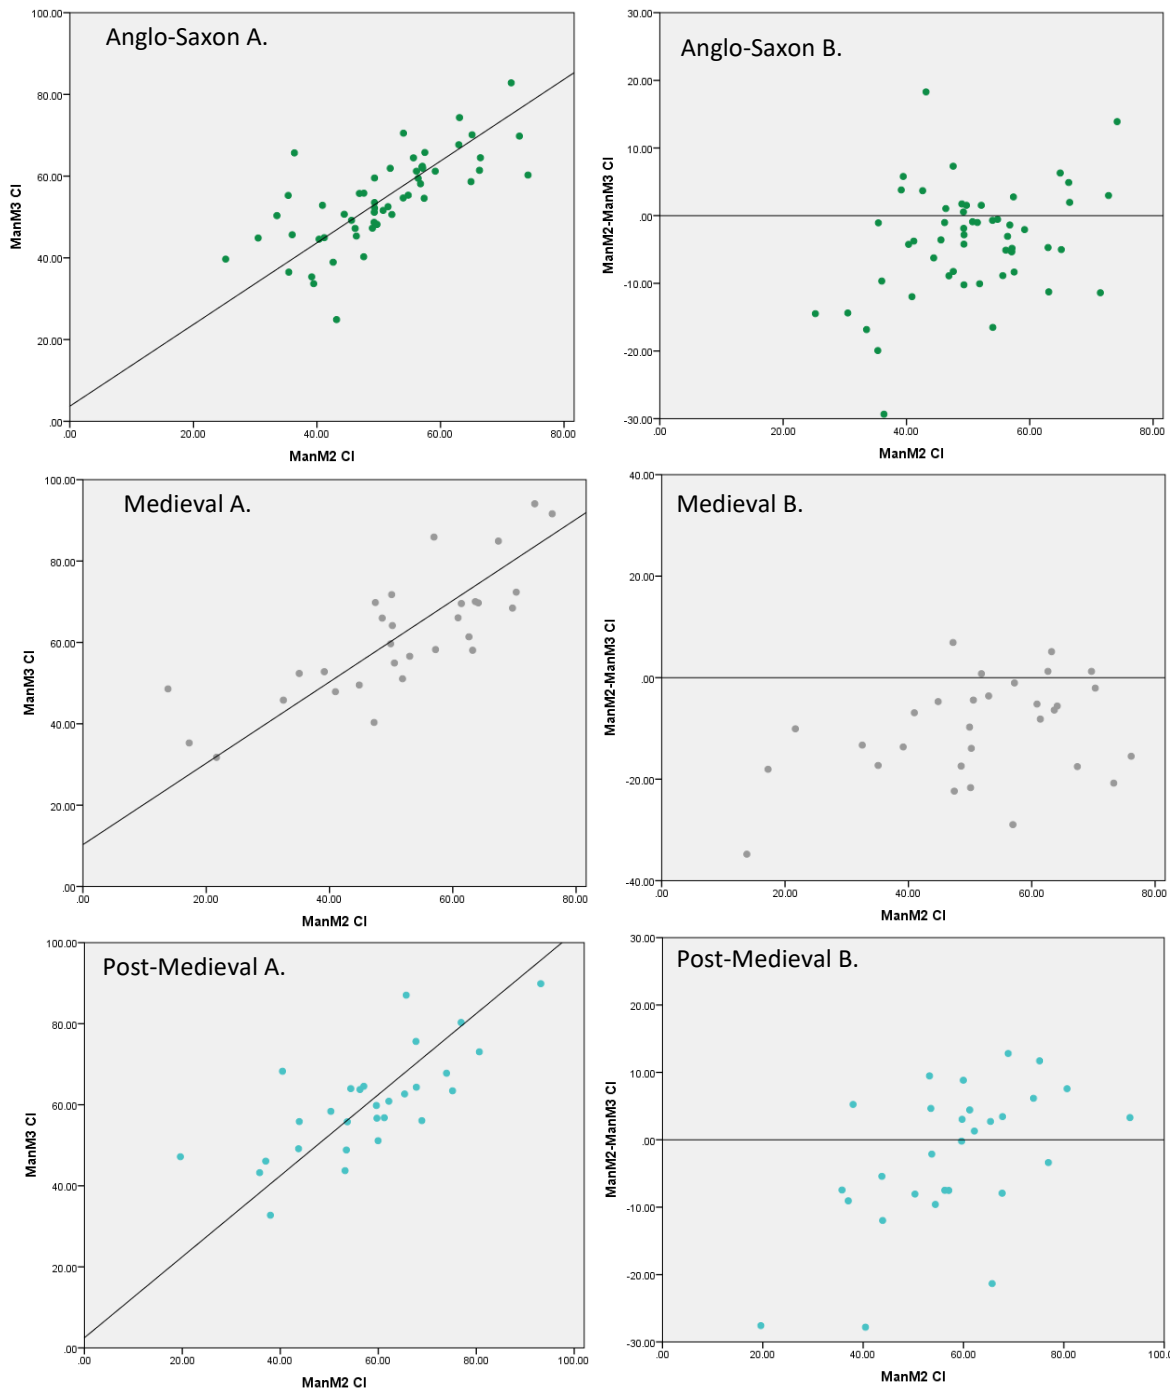 Anglo-Saxon A.
100.00
80.00
60.00
40.00
20.00
.00
ManM3 CI
.00 20.00 40.00 60.00 80.00
ManM2 CI
Anglo-Saxon B.
30.00
20.00
10.00
.00
-10.00
-20.00
-30.00
ManM2-ManM3 CI
.00 20.00 40.00 60.00 80.00
ManM2 CI
Medieval A.
100.00
80.00
60.00
40.00
20.00
.00
ManM3 CI
.00 20.00 40.00 60.00 80.00
ManM2 CI
Medieval B.
40.00
20.00
.00
-20.00
-40.00
ManM2-ManM3 CI
.00 20.00 40.00 60.00 80.00
ManM2 CI
Post-Medieval A.
100.00
80.00
60.00
40.00
20.00
.00
ManM3 CI
.00 20.00 40.00 60.00 80.00 100.00
ManM2 CI
Post-Medieval B.
30.00
20.00
10.00
.00
-10.00
-20.00
-30.00
ManM2-ManM3 CI
.00 20.00 40.00 60.00 80.00 100.0
ManM2 CI